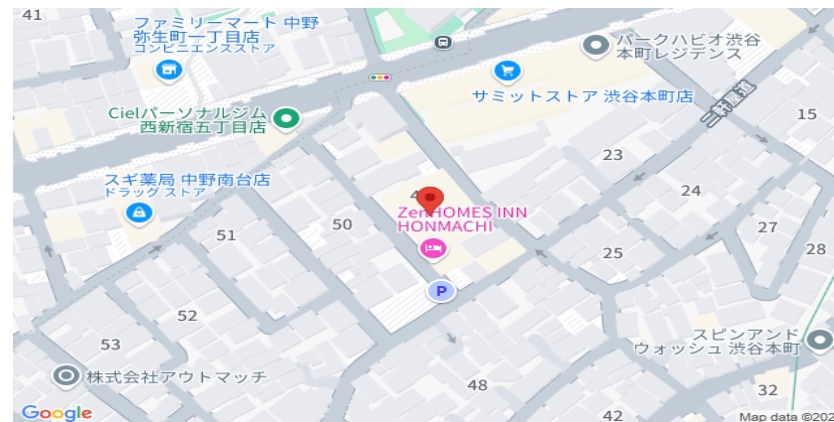 41
ファミリーマート 中野
弥生町一丁目店
コンビニエンスストア
パークハビオ渋谷
本町レジデンス
サミットストア 渋谷本町店
二軒屋道
Cielパーソナルジム
西新宿五丁目店
15
23
スギ薬局 中野南台店
ドラッグ ストア
24
ZenHOMES INN
HONMACHI
50
51
27
25
28
P
52
53
スピンアンド
ウォッシュ 渋谷本町
株式会社アウトマッチ
48
32
42
Google
Map data ©202